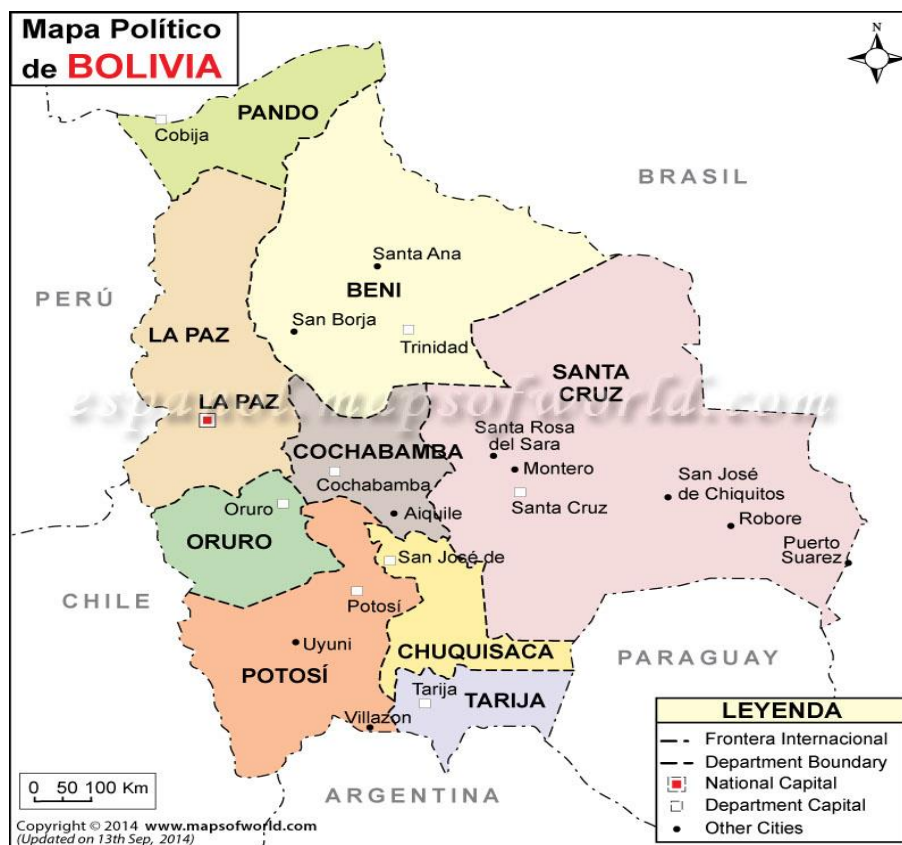 Mapa Político
de BOLIVIA
N
PANDO
Cobija
BRASIL
Santa Ana
BENI
PERÚ
San Borja
LA PAZ
Trinidad
SANTA
CRUZ
espanol.mapsofworld.com
LA PAZ
Santa Rosa
del Sara
COCHABAMBA
Montero
Cochabamba
San José
de Chiquitos
Santa Cruz
Oruro
Aiquile
Robore
ORURO
Puerto
Suarez
San José de
CHILE
Potosí
Uyuni
CHUQUISACA
PARAGUAY
POTOSÍ
Tarija
TARIJA
Villazon
LEYENDA
Frontera Internacional
Department Boundary
National Capital
Department Capital
Other Cities
0 50 100 Km
ARGENTINA
Copyright © 2014 www.mapsofworld.com
(Updated on 13th Sep, 2014)